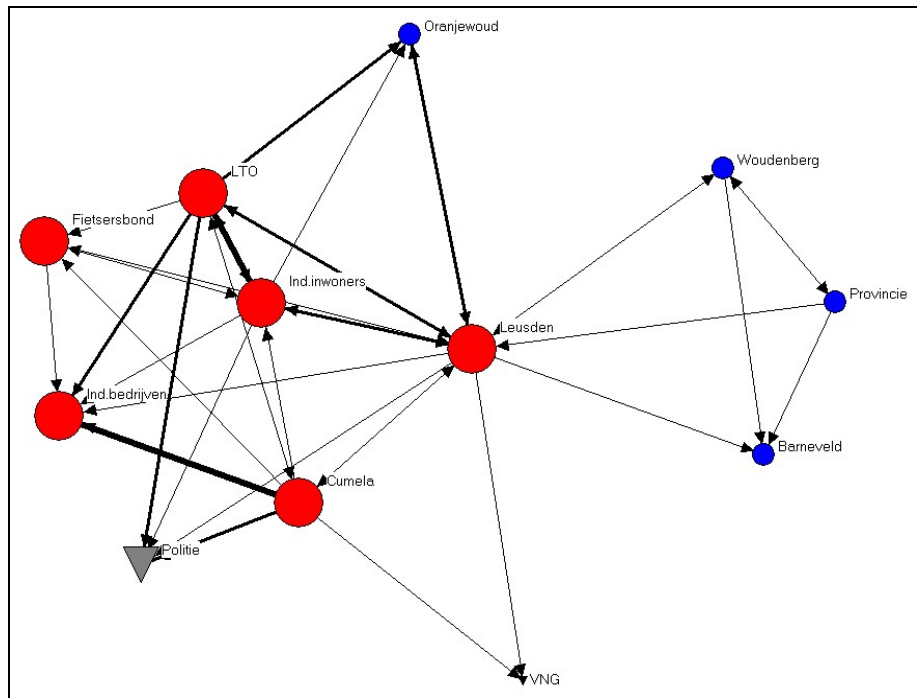 Oranjewoud
Woudenberg
LTO
Fietsersbond
Ind.inwoners
Provincie
Leusden
Ind.bedrijven
Barneveld
Cumela
Politie
VNG